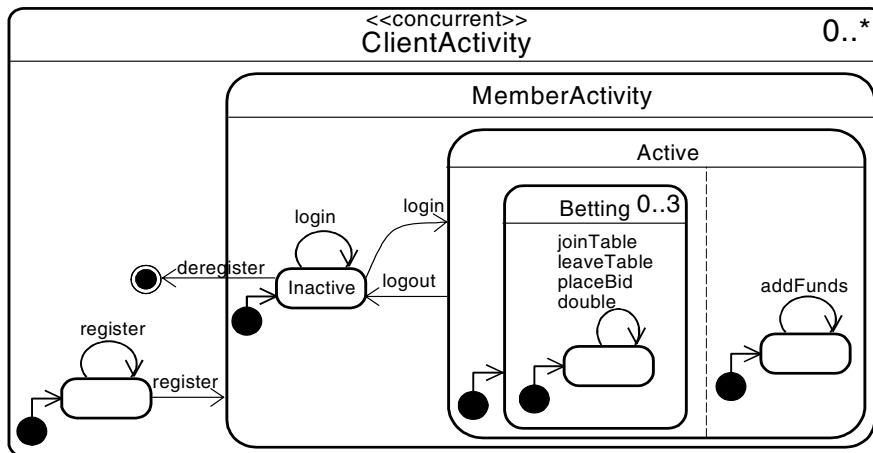 <<concurrent>>
ClientActivity
0..*
MemberActivity
Active
Betting 0..3
login
login
joinTable
leaveTable
placeBid
double
deregister
Inactive
logout
addFunds
register
register